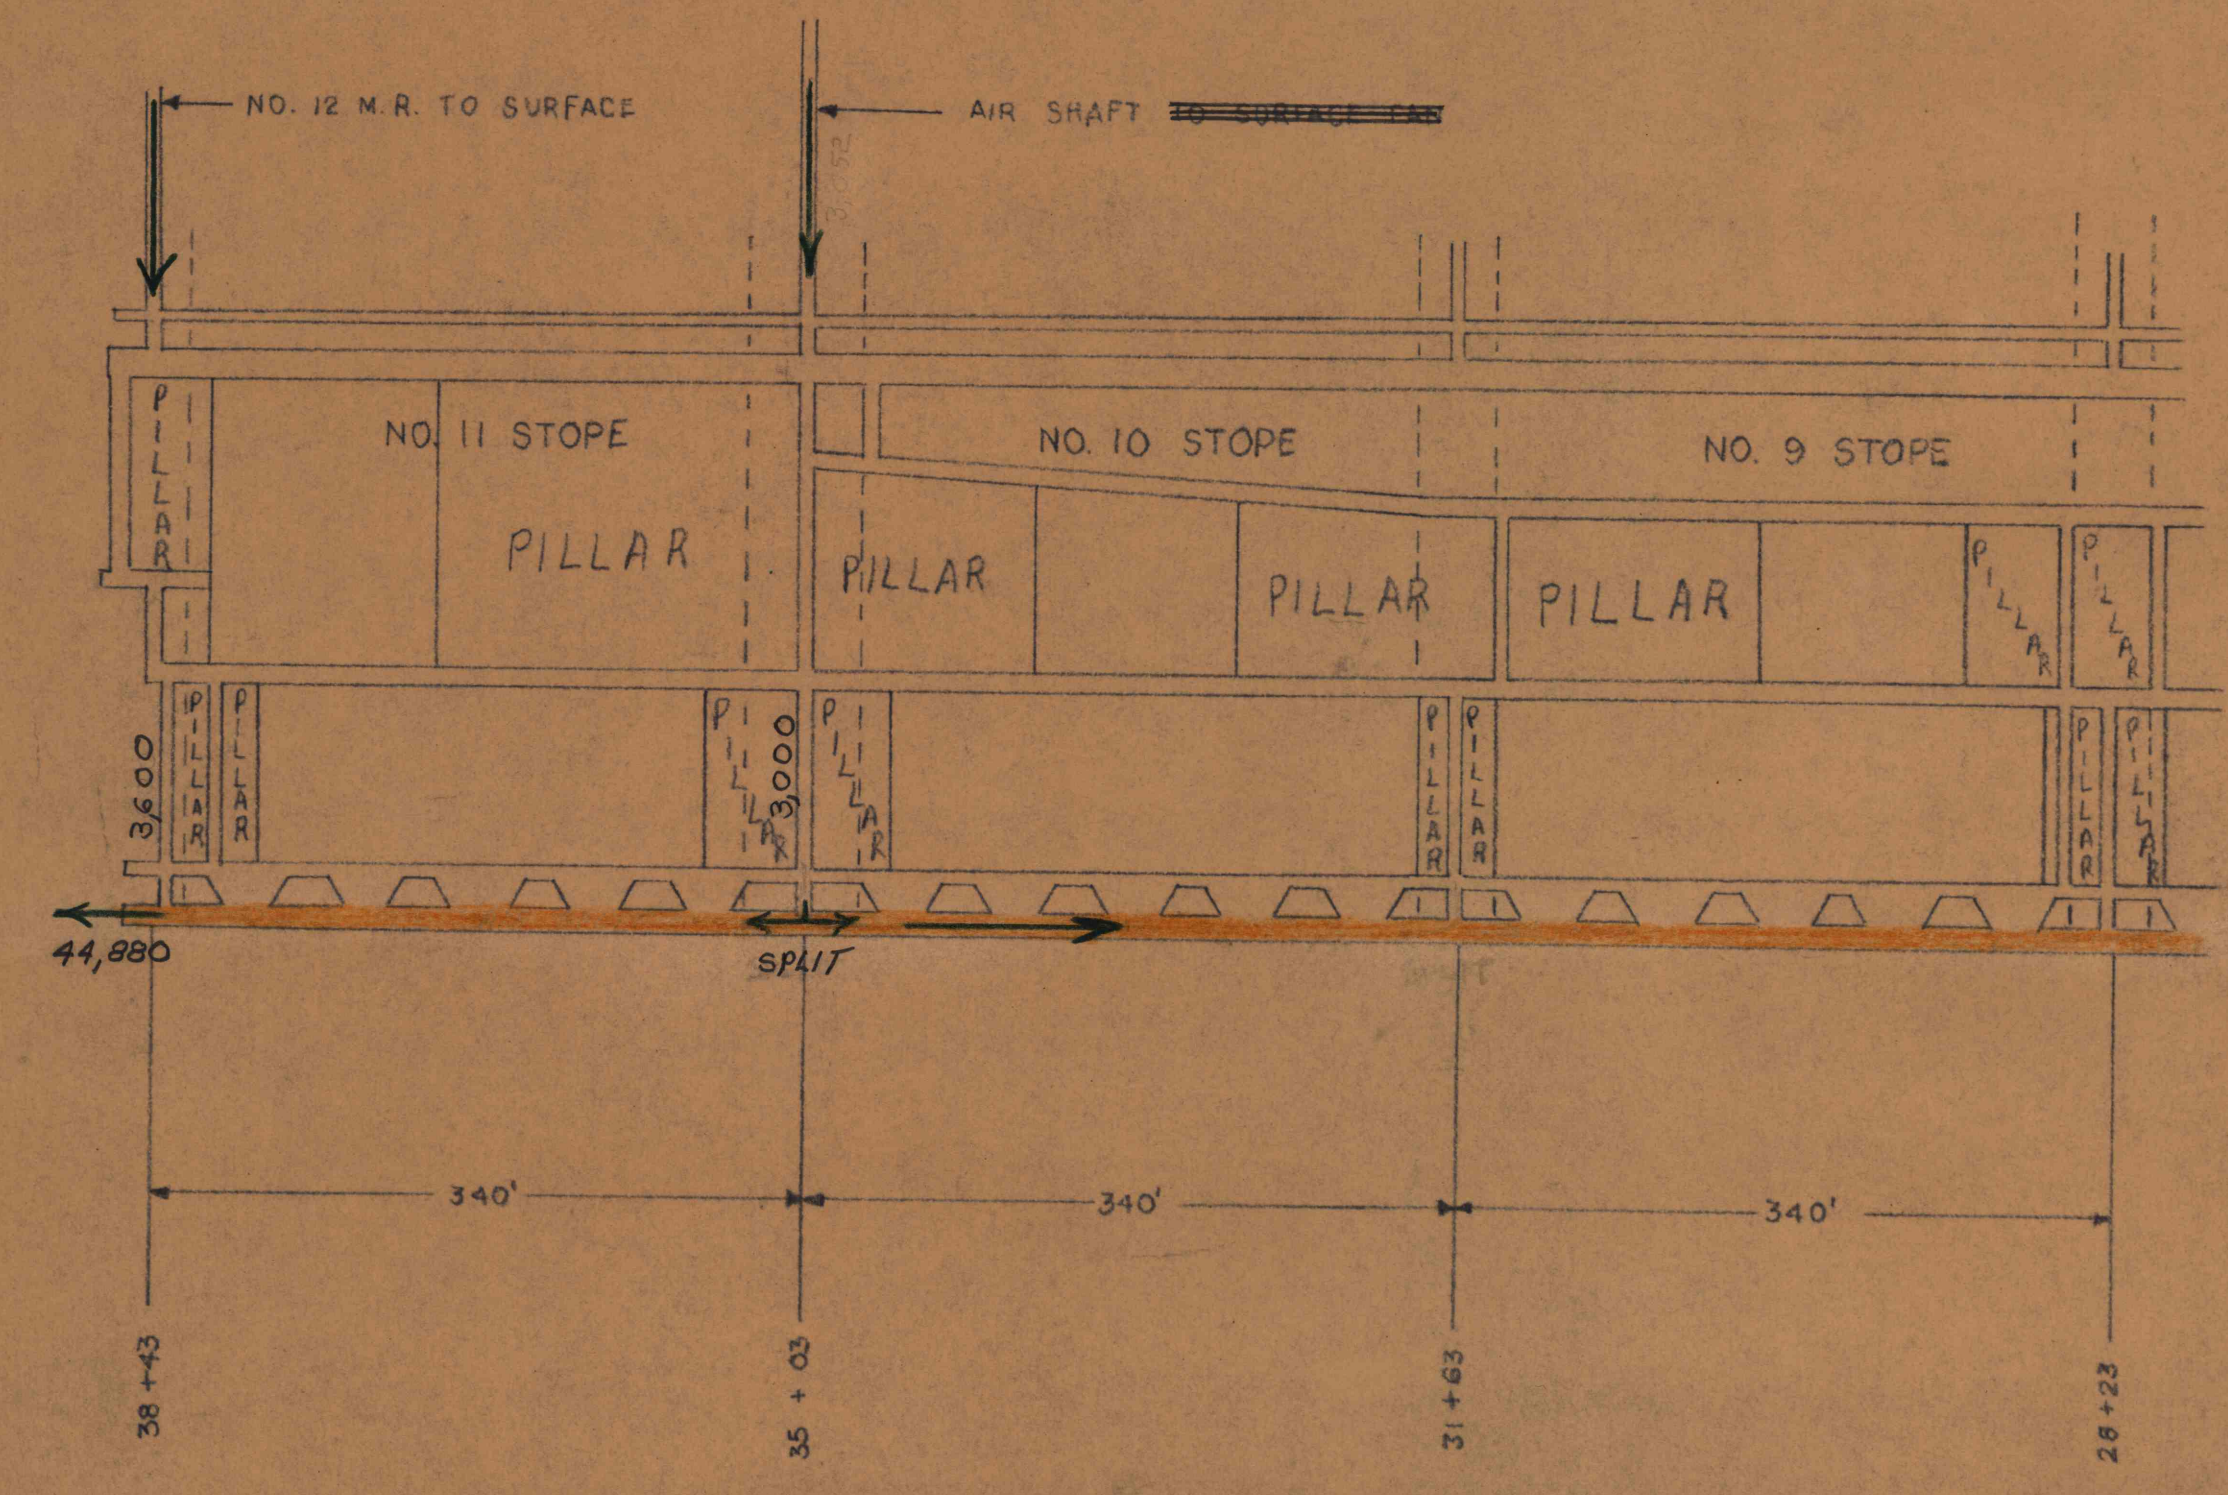 NO. 12 M.R. TO SURFACE
AIR SHAFT TO SURFACE FAN
3,052
NO. 11 STOPE
NO. 10 STOPE
NO. 9 STOPE
PILLAR
PILLAR
PILLAR
PILLAR
PILLAR
PILLAR
PILLAR
3,600
PILLAR
PILLAR
PILLAR
3,000
PILLAR
PILLAR
PILLAR
PILLAR
PILLAR
44,880
SPLIT
340'
340'
340'
38 + 43
35 + 03
31 + 63
28 + 23